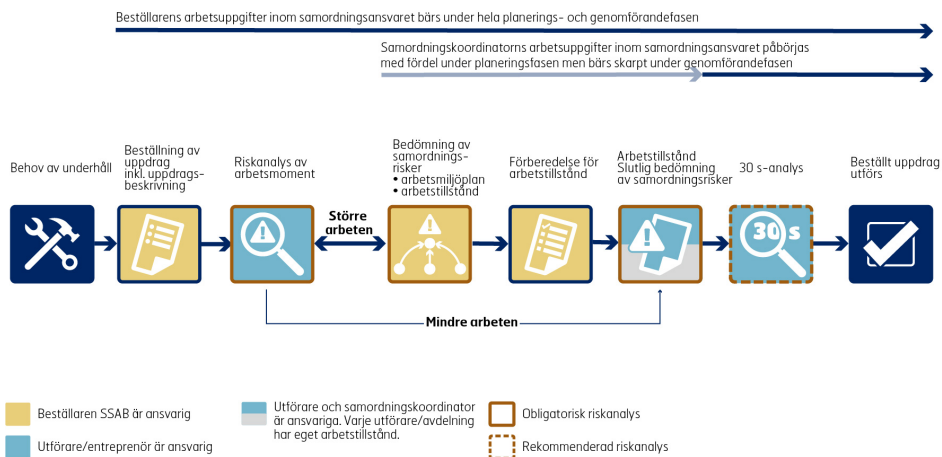 Beställarens arbetsuppgifter inom samordningsansvaret bärs under hela planerings- och genomförandefasen
Samordningskoordinatorns arbetsuppgifter inom samordningsansvaret påbörjas
med fördel under planeringsfasen men bärs skarpt under genomförandefasen
Behov av underhåll
Beställning av
uppdrag
inkl. uppdrags-
beskrivning
Riskanalys av
arbetsmoment
Större
arbeten
Bedömning av
samordnings-
risker
• arbetsmiljöplan
• arbetstillstånd
Förberedelse för
arbetstillstånd
Arbetstillstånd
Slutlig bedömning
av samordningsrisker
30 s-analys
30 s
Beställt uppdrag
utförs
Mindre arbeten
Beställaren SSAB är ansvarig
Utförare/entreprenör är ansvarig
Utförare och samordningskoordinator
är ansvariga. Varje utförare/avdelning
har eget arbetstillstånd.
Obligatorisk riskanalys
Rekommenderad riskanalys